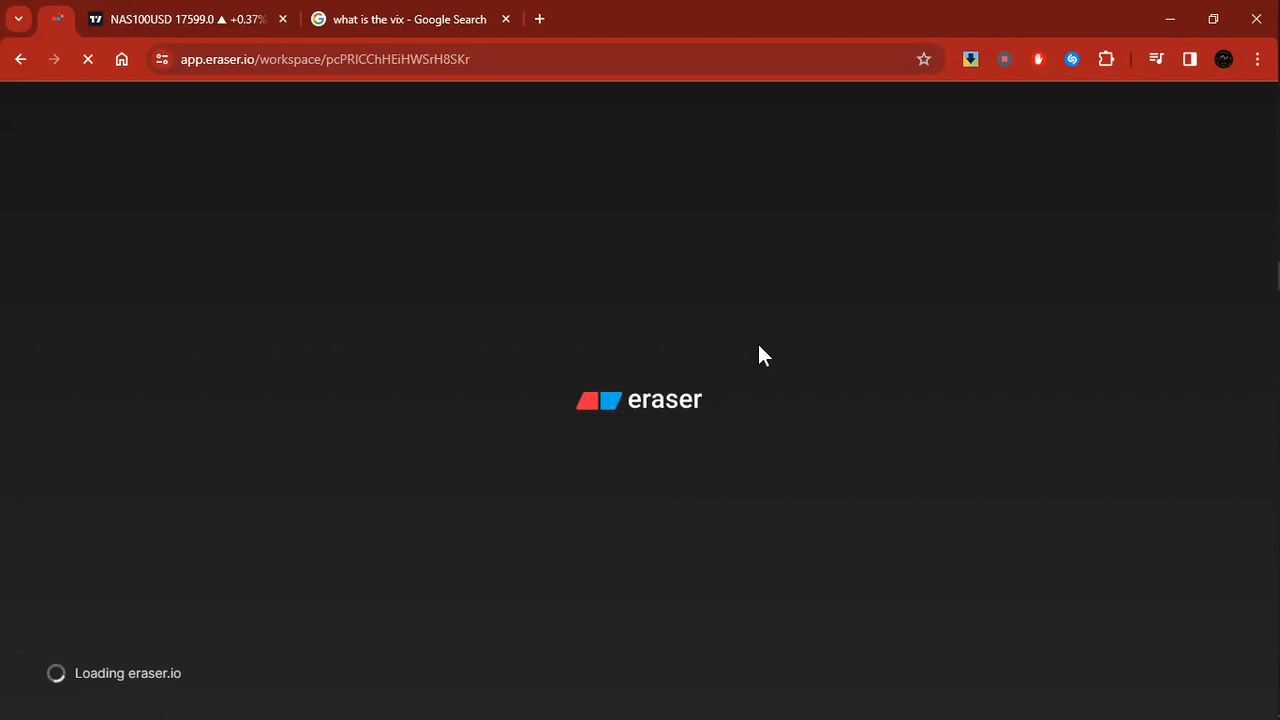 NAS100USD 17599.0 ▲ +0.37%
what is the vix - Google Search
app.eraser.io/workspace/pcPRICChHEiHWSrH8SKr
eraser
Loading eraser.io